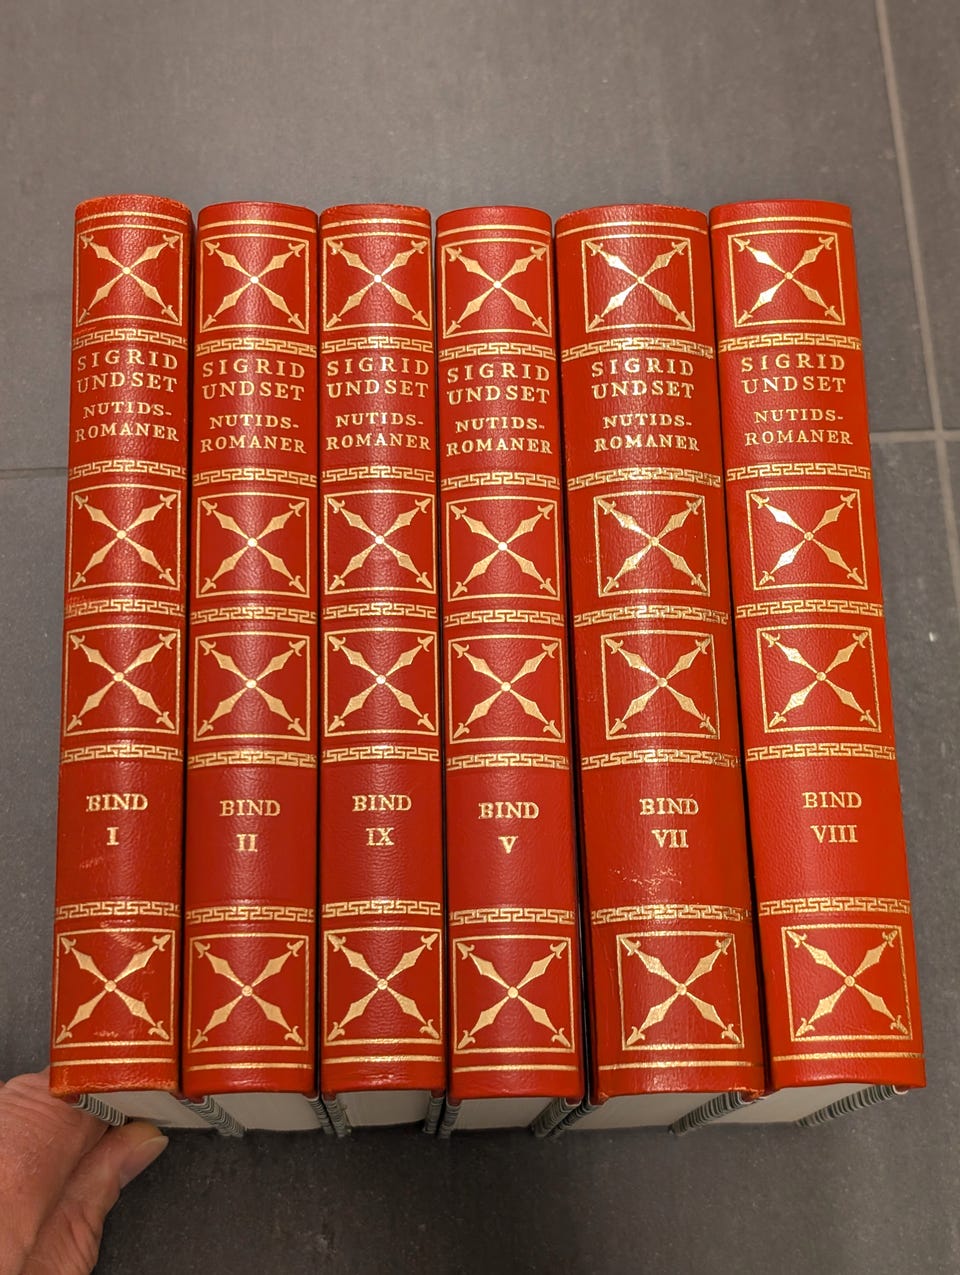 SIGRID
UNDSET
NUTIDS-
ROMANER
BIND
I
SIGRID
UNDSET
NUTIDS-
ROMANER
BIND
II
SIGRID
UNDSET
NUTIDS-
ROMANER
BIND
IX
SIGRID
UNDSET
NUTIDS-
ROMANER
BIND
V
SIGRID
UNDSET
NUTIDS-
ROMANER
BIND
VII
SIGRID
UNDSET
NUTIDS-
ROMANER
BIND
VIII